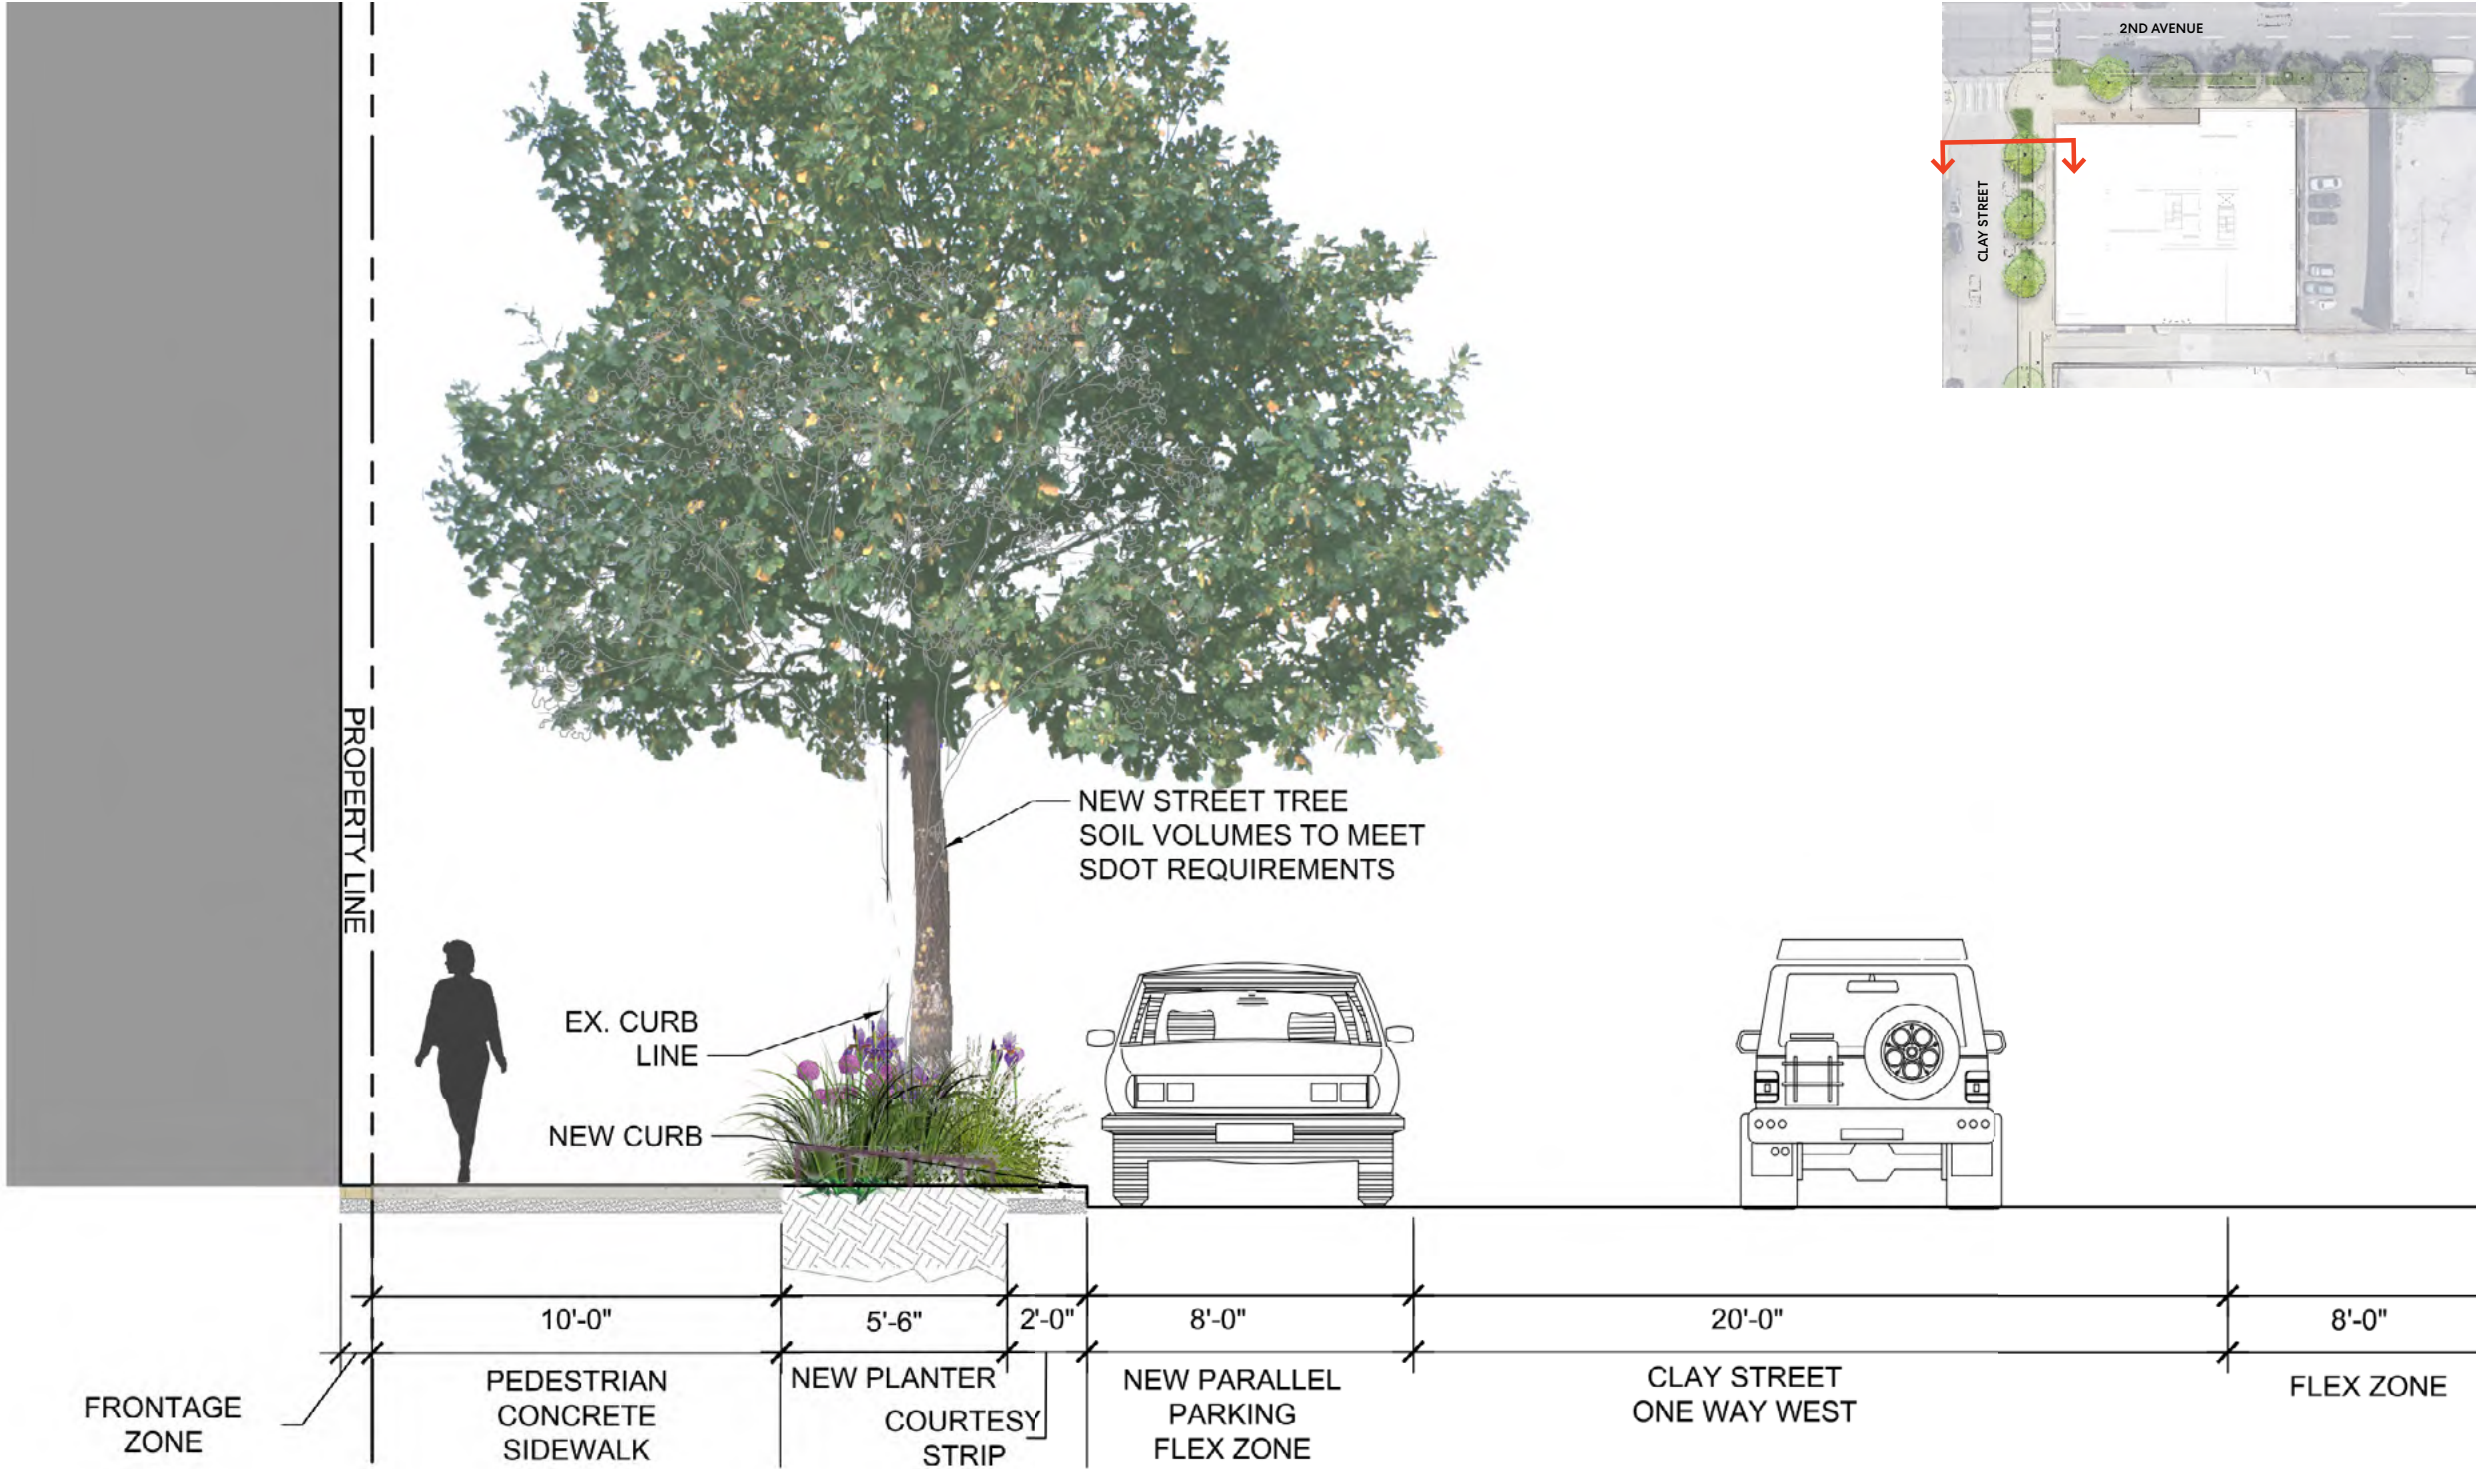 2ND AVENUE
CLAY STREET
PROPERTY LINE
NEW STREET TREE
SOIL VOLUMES TO MEET
SDOT REQUIREMENTS
EX. CURB
LINE
NEW CURB
10'-0"
5'-6"
2'-0"
8'-0"
20'-0"
8'-0"
FRONTAGE
ZONE
PEDESTRIAN
CONCRETE
SIDEWALK
NEW PLANTER
COURTESY
STRIP
NEW PARALLEL
PARKING
FLEX ZONE
CLAY STREET
ONE WAY WEST
FLEX ZONE